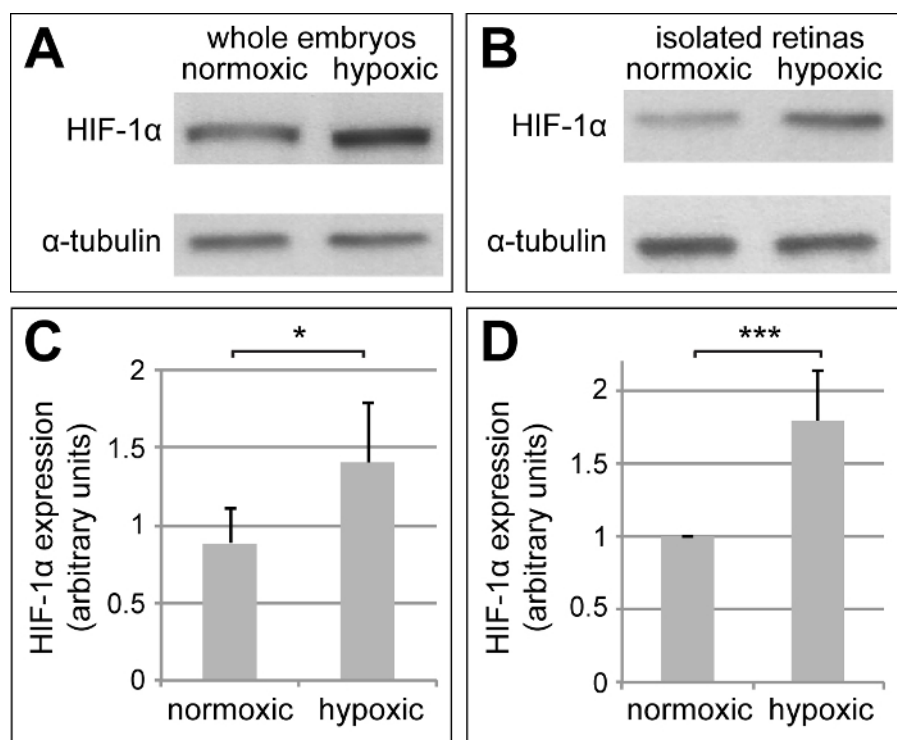 A
whole embryos
normoxic hypoxic
HIF-1α
α-tubulin
B
isolated retinas
normoxic hypoxic
HIF-1α
α-tubulin
C
*
HIF-1α expression
(arbitrary units)
2
1.5
1
0.5
0
normoxic hypoxic
D
***
HIF-1α expression
(arbitrary units)
2
1.5
1
0.5
0
normoxic hypoxic